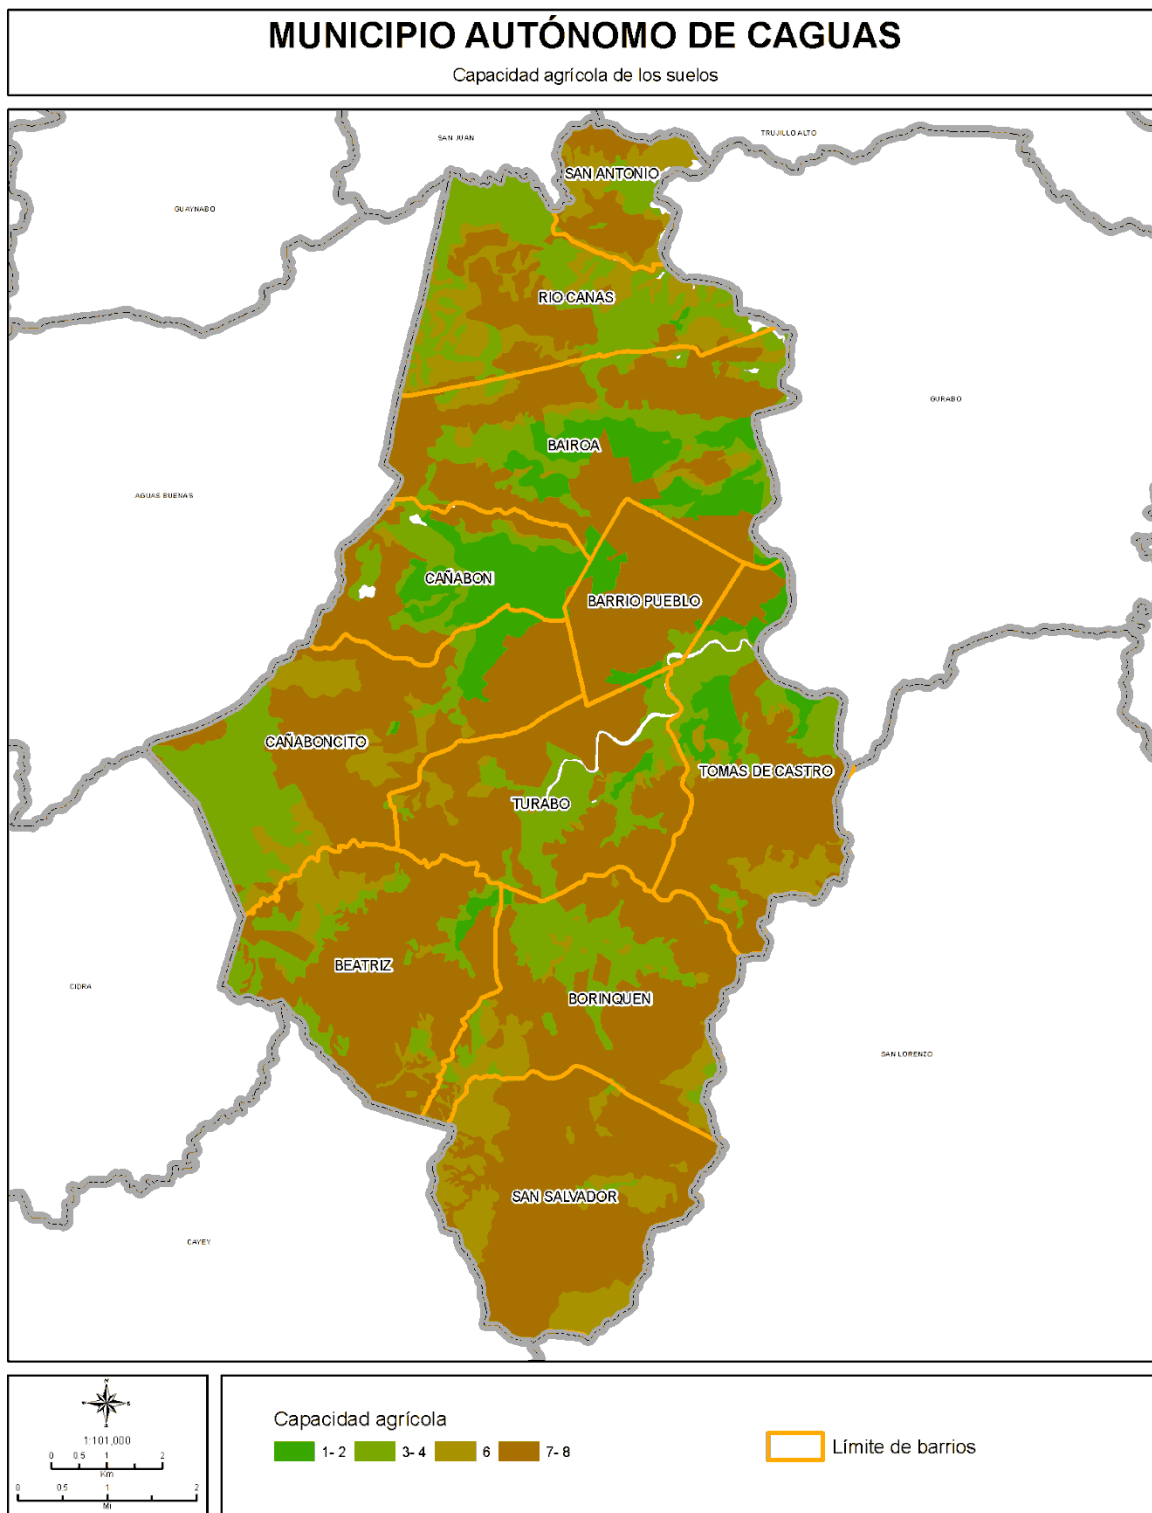 MUNICIPIO AUTÓNOMO DE CAGUAS
Capacidad agrícola de los suelos
SAN JUAN
TRUJILLO ALTO
SAN ANTONIO
GUAYNABO
RIO CANAS
GURABO
BAIROA
AGUAS BUENAS
CAÑABON
BARRIO PUEBLO
CAÑABONCITO
TOMAS DE CASTRO
TURABO
BEATRIZ
CIDRA
BORINQUEN
SAN LORENZO
SAN SALVADOR
CAYEY
N
1:101,000
0 0.5 1 2
Km
0 0.5 1 2
Mi
Capacidad agrícola
1- 2 3- 4 6 7- 8
Límite de barrios